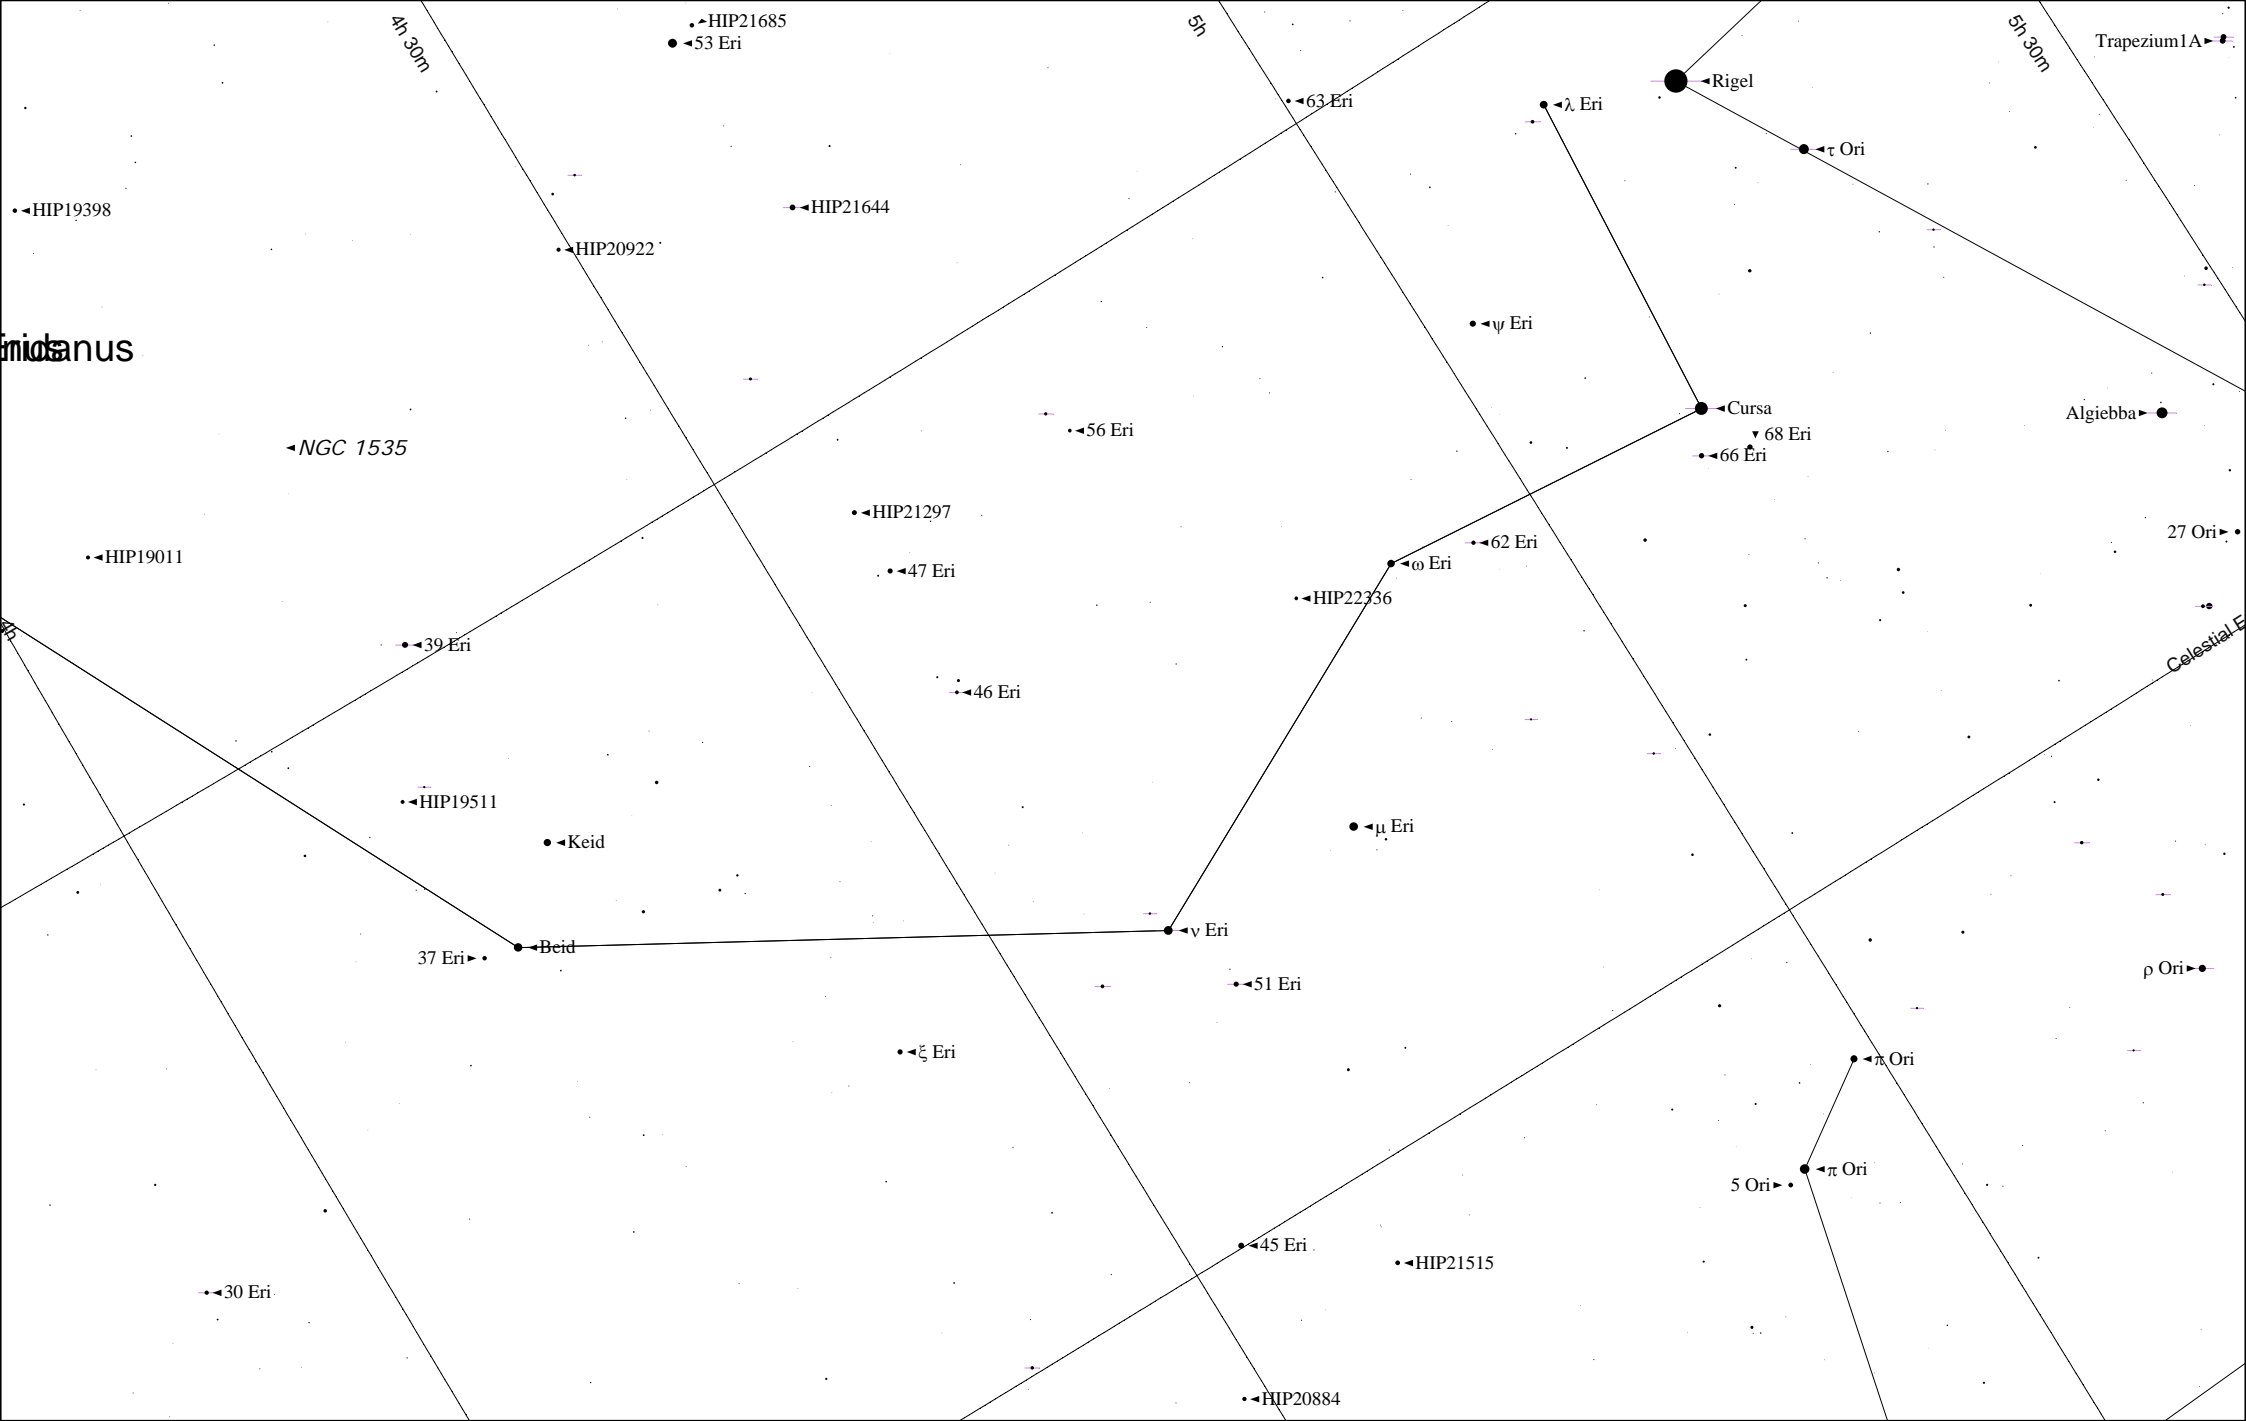 4h 30m
HIP21685
53 Eri
5h
63 Eri
λ Eri
Rigel
5h 30m
Trapezium1A
τ Ori
HIP19398
HIP21644
HIP20922
ψ Eri
Eridanus
Cursa
Algiebba
56 Eri
68 Eri
NGC 1535
66 Eri
HIP21297
27 Ori
62 Eri
HIP19011
47 Eri
ω Eri
HIP22336
4h
39 Eri
Celestial E
46 Eri
HIP19511
μ Eri
Keid
ν Eri
Beid
37 Eri
ρ Ori
51 Eri
ξ Eri
π Ori
π Ori
5 Ori
45 Eri
HIP21515
30 Eri
HIP20884